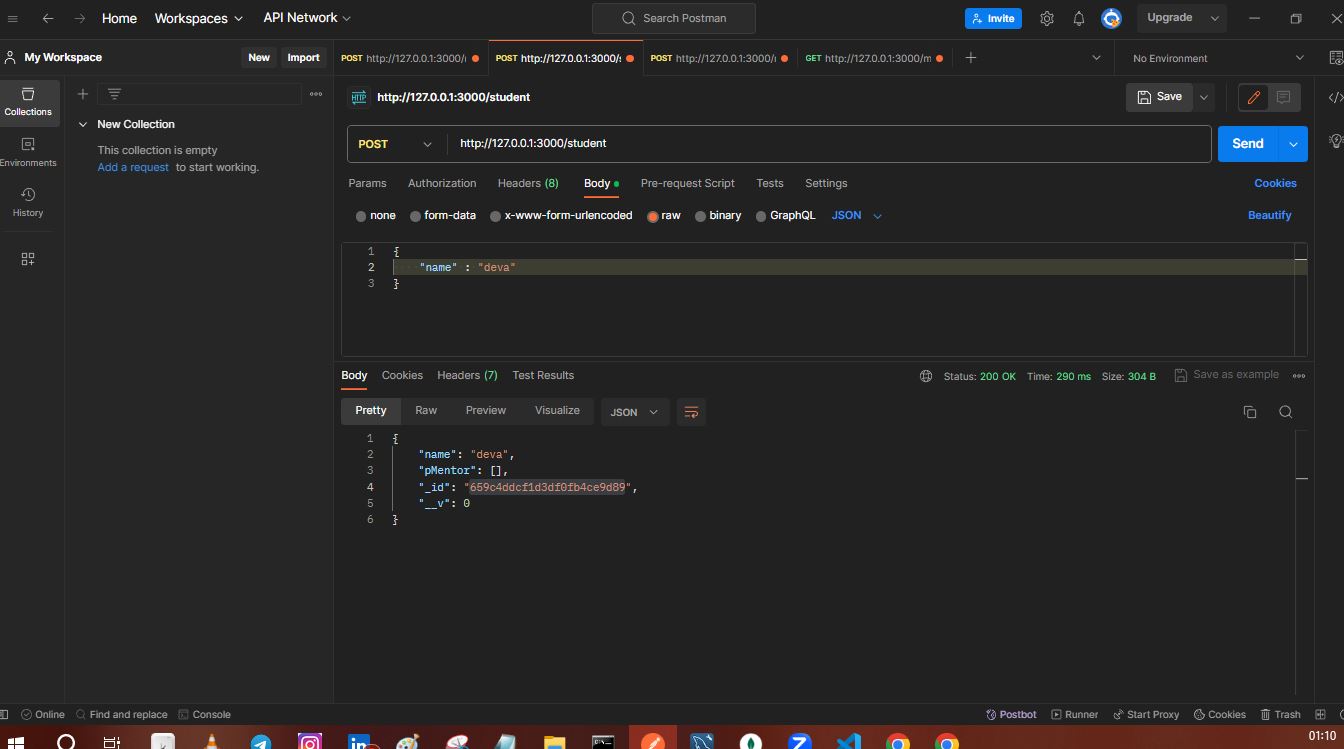 Home Workspaces API Network Search Postman Invite Upgrade
My Workspace New Import POST http://127.0.0.1:3000/ POST http://127.0.0.1:3000/s POST http://127.0.0.1:3000/ GET http://127.0.0.1:3000/m No Environment
Collections
Environments
History
New Collection
This collection is empty
Add a request to start working.
HTTP http://127.0.0.1:3000/student Save
POST http://127.0.0.1:3000/student Send
Params Authorization Headers (8) Body Pre-request Script Tests Settings Cookies
none form-data x-www-form-urlencoded raw binary GraphQL JSON Beautify
1 {
2 "name" : "deva"
3 }
Body Cookies Headers (7) Test Results Status: 200 OK Time: 290 ms Size: 304 B Save as example
Pretty Raw Preview Visualize JSON
1 {
2 "name": "deva",
3 "pMentor": [],
4 "_id": "659c4ddcf1d3df0fb4ce9d89",
5 "__v": 0
6 }
Online Find and replace Console Postbot Runner Start Proxy Cookies Trash
01:10